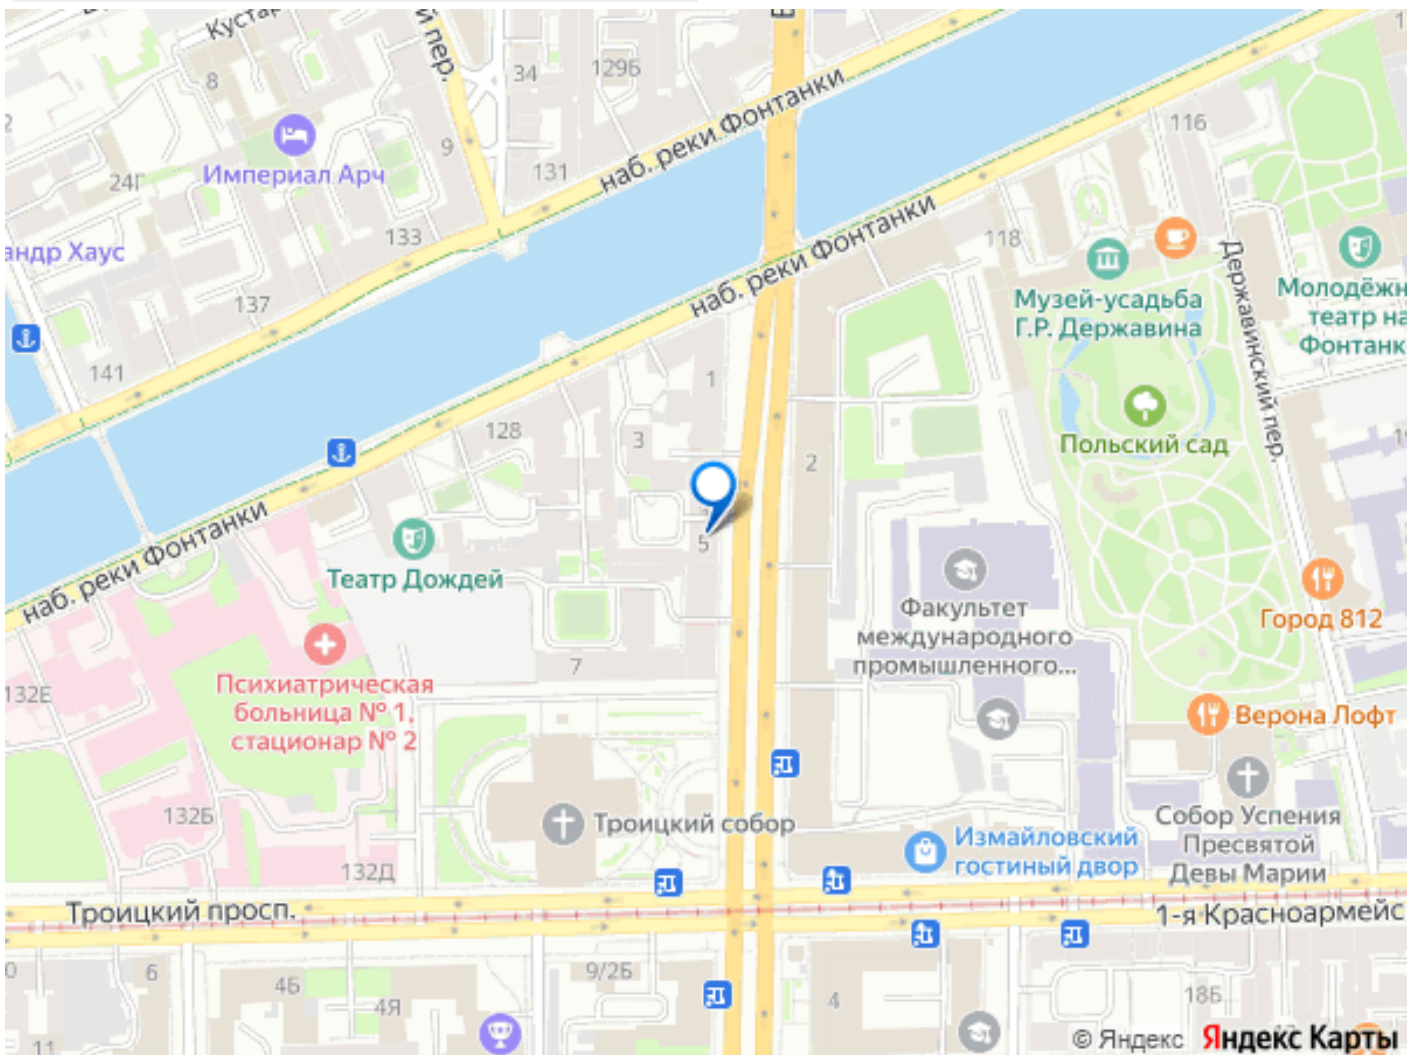 Кустар
й пер.
34
129Б
8
наб. реки Фонтанки
116
9
131
Империал Арч
24Г
133
андр Хаус
наб. реки Фонтанки
118
Державинский пер.
Молодёжн
театр на
Фонтанк
Музей-усадьба
Г.Р. Державина
137
141
1
128
3
2
Польский сад
5
наб. реки Фонтанки
Театр Дождей
Факультет
международного
промышленного...
Город 812
7
132Е
Психиатрическая
больница № 1,
стационар № 2
Верона Лофт
132Б
Троицкий собор
Измайловский
гостиный двор
Собор Успения
Пресвятой
Девы Марии
132Д
Троицкий просп.
1-я Красноармейс
6
4Б
4Я
9/2Б
4
18Б
11
© Яндекс Яндекс Карты